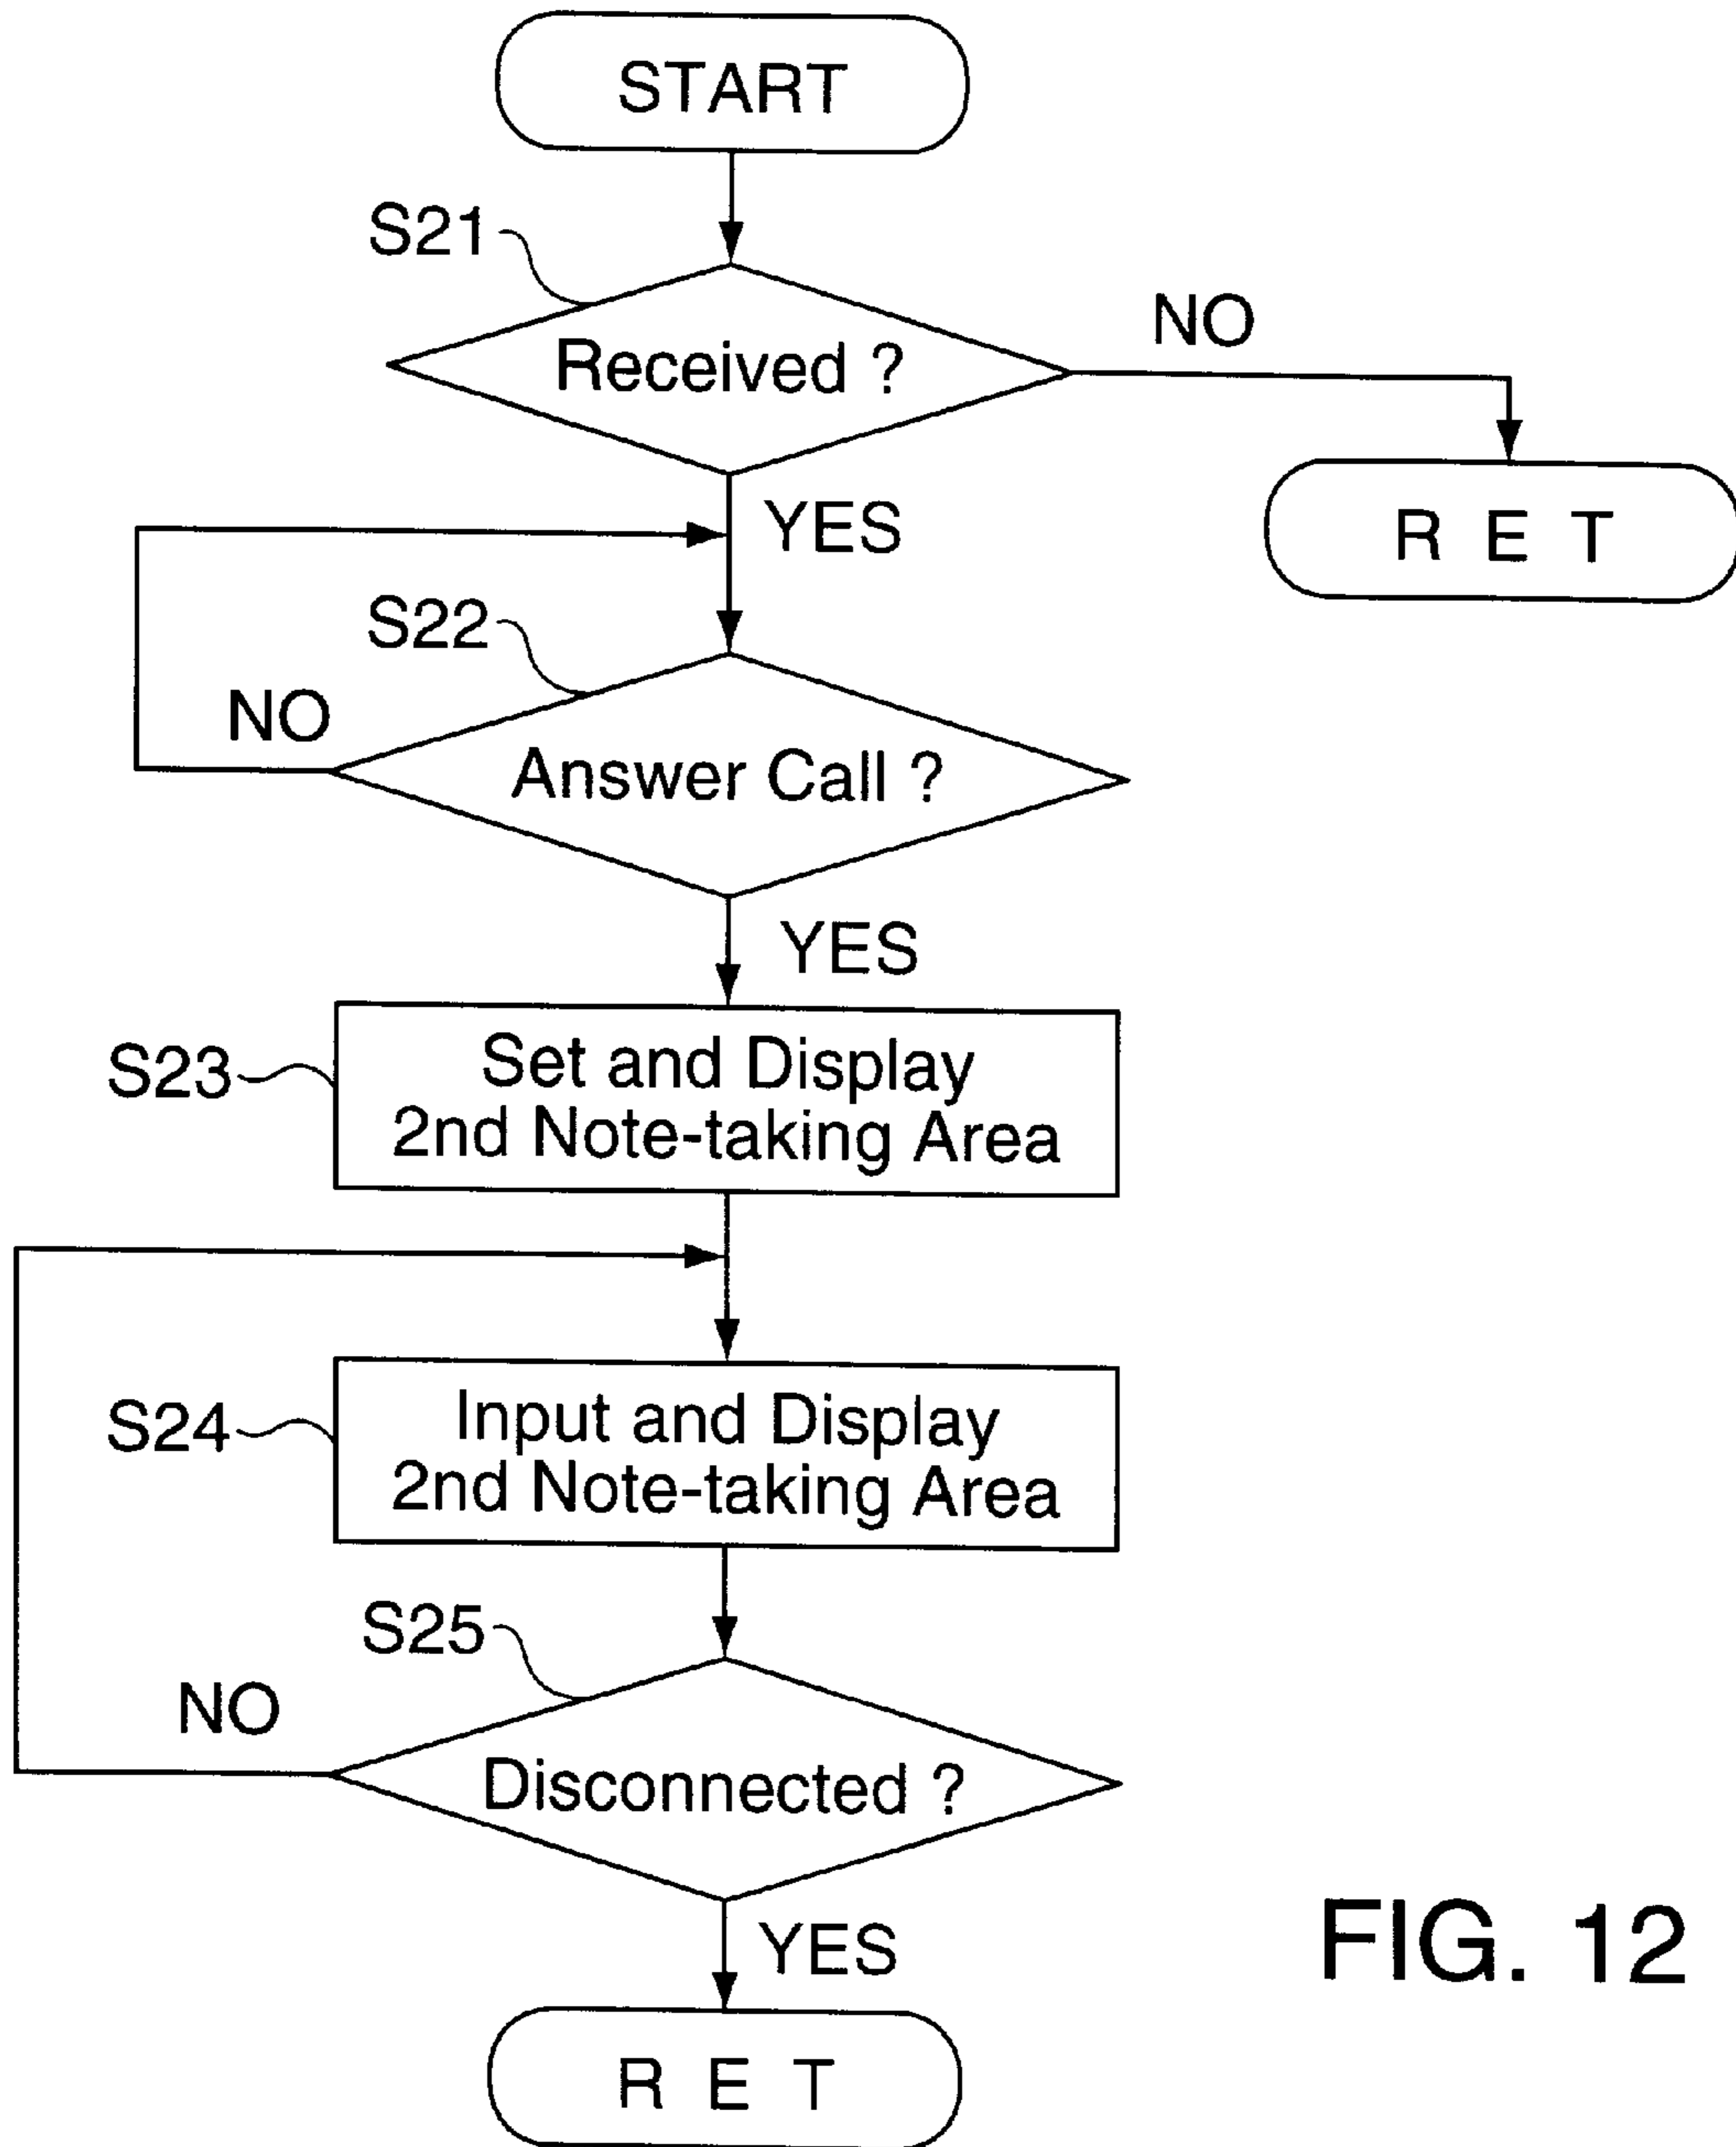 START
S21
Received ?
NO
YES
R E T
S22
NO
Answer Call ?
YES
S23
Set and Display
2nd Note-taking Area
S24
Input and Display
2nd Note-taking Area
S25
NO
Disconnected ?
YES
R E T
FIG. 12